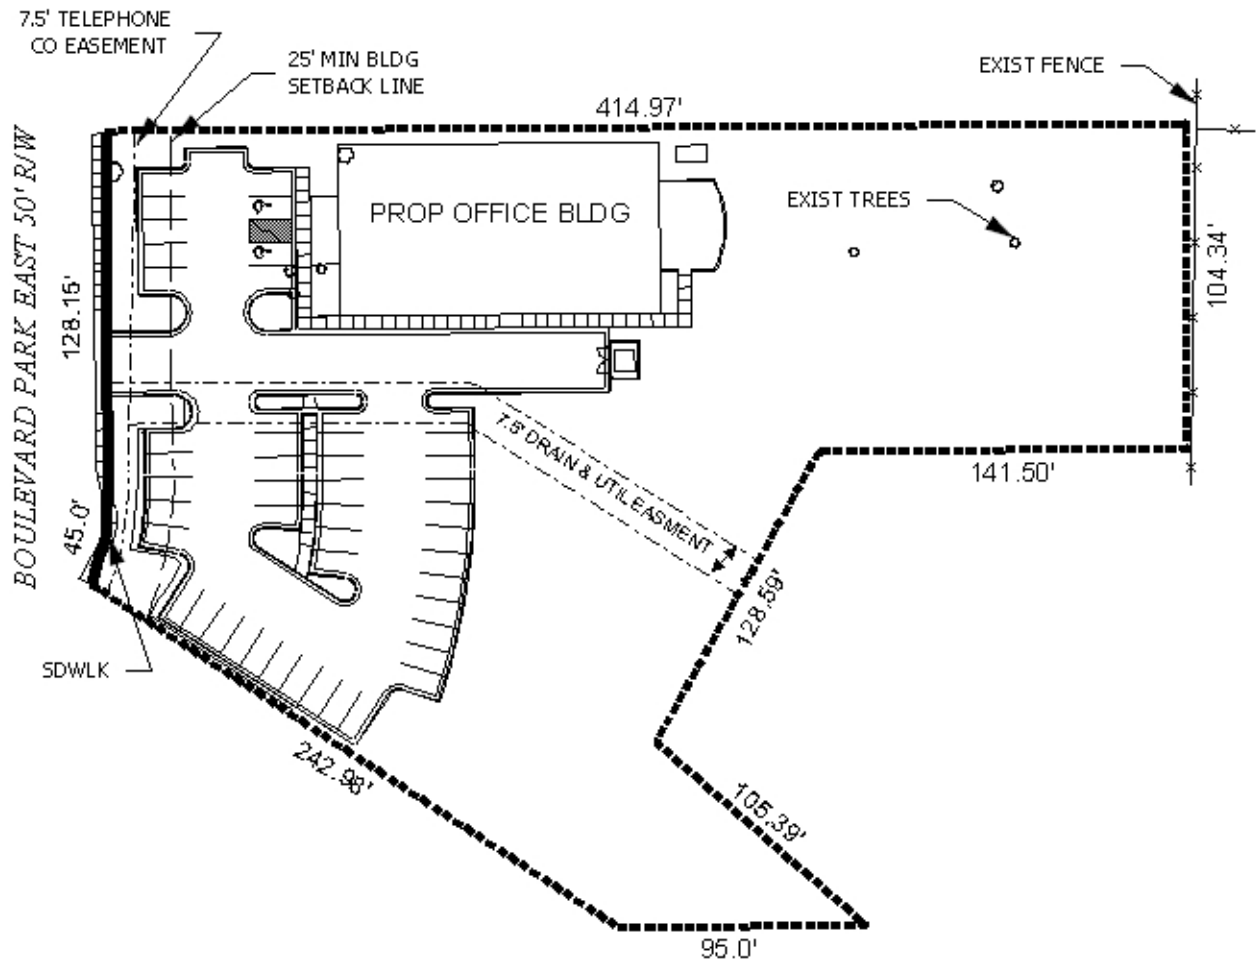 7.5' TELEPHONE
CO EASEMENT
25' MIN BLDG
SETBACK LINE
EXIST FENCE
414.97'
BOULEVARD PARK EAST 50' R/W
PROP OFFICE BLDG
EXIST TREES
128.15'
104.34'
7.5' DRAIN & UTIL EASMENT
141.50'
45.0'
128.59'
SDWLK
242.98'
105.39'
95.0'